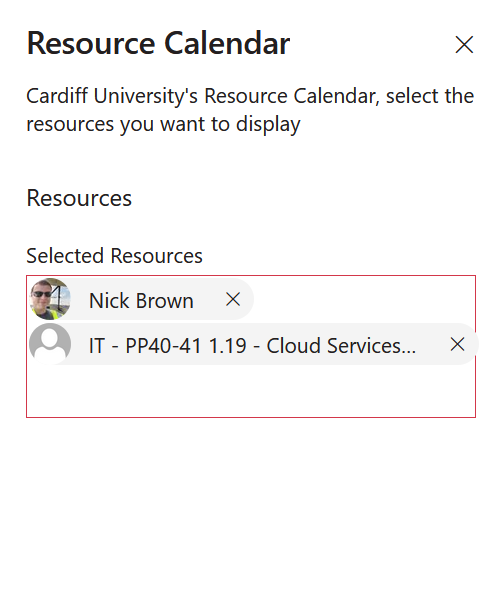 Resource Calendar
Cardiff University's Resource Calendar, select the
resources you want to display
Resources
Selected Resources
Nick Brown
IT - PP40-41 1.19 - Cloud Services...